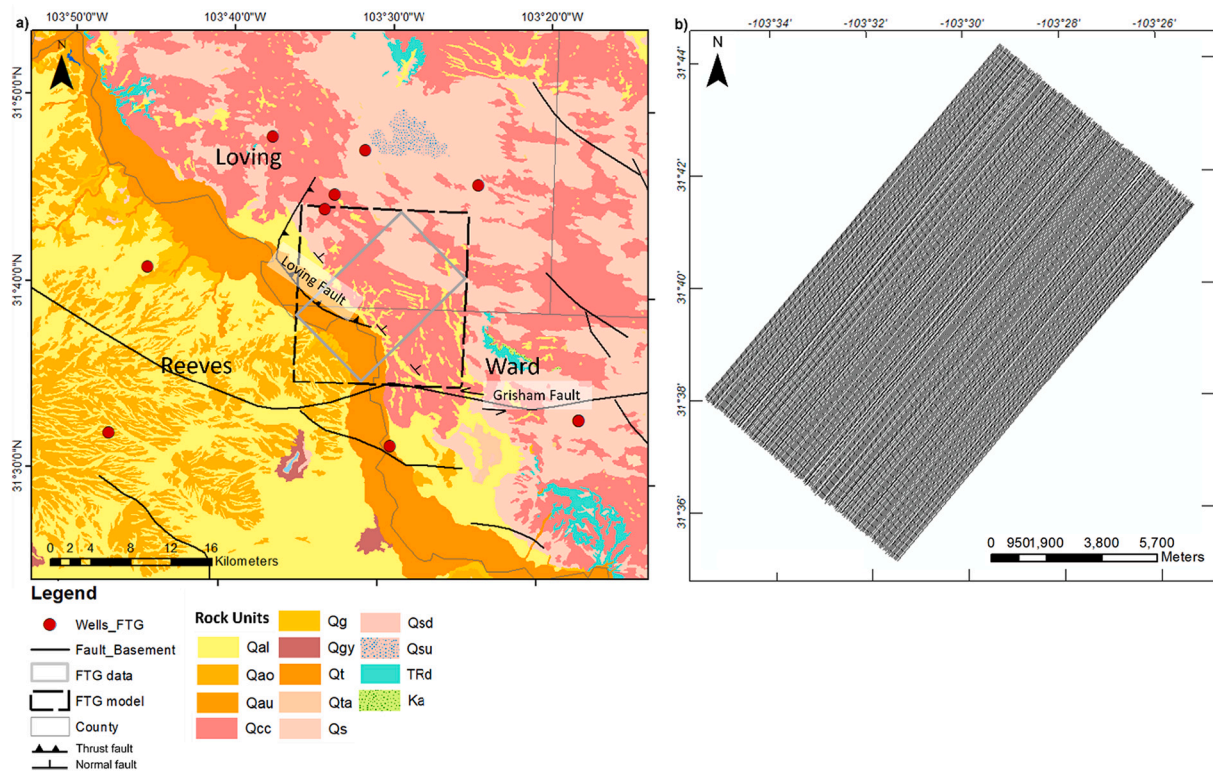 a)
103°50'0"W
103°30'0"W
103°20'0"W
N
31°50'0"N
31°40'0"N
31°30'0"N
Loving
Loving Fault
Reeves
Ward
Grisham Fault
0 2 4 8 12 16
Kilometers
b)
-103°34'
-103°32'
-103°30'
-103°28'
-103°26'
N
31°44'
31°42'
31°40'
31°38'
31°36'
0 9501,900 3,800 5,700
Meters
Legend
Wells_FTG
Fault_Basement
FTG data
FTG model
County
Thrust fault
Normal fault
Rock Units
Qal
Qao
Qau
Qcc
Qg
Qgy
Qt
Qta
Qs
Qsd
Qsu
TRd
Ka